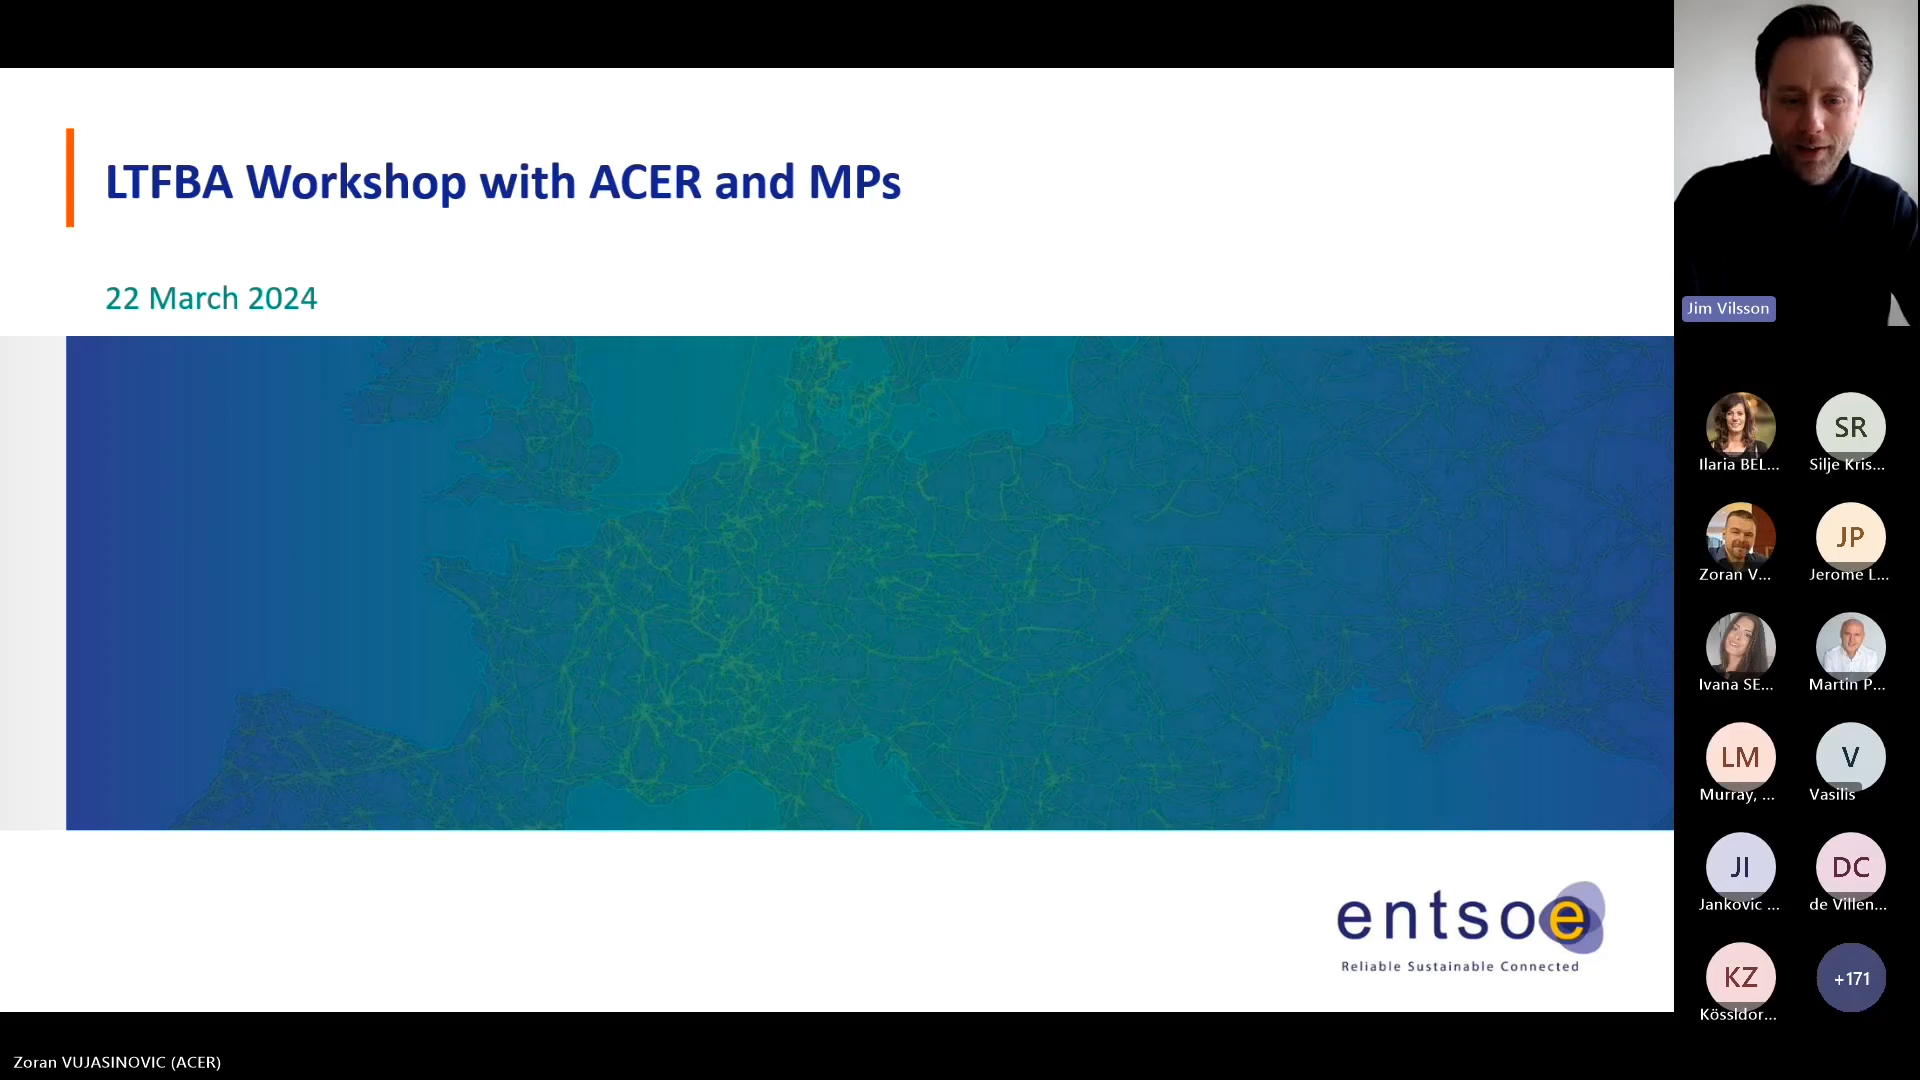 LTFBA Workshop with ACER and MPs
22 March 2024
entsoe
Reliable Sustainable Connected
Jim Vilsson
Ilaria BEL...
SR
Silje Kris...
Zoran V...
JP
Jerome L...
Ivana SE...
Martin P...
LM
Murray, ...
V
Vasilis
JI
Jankovic ...
DC
de Villen...
KZ
Kössldor...
+171
Zoran VUJASINOVIC (ACER)